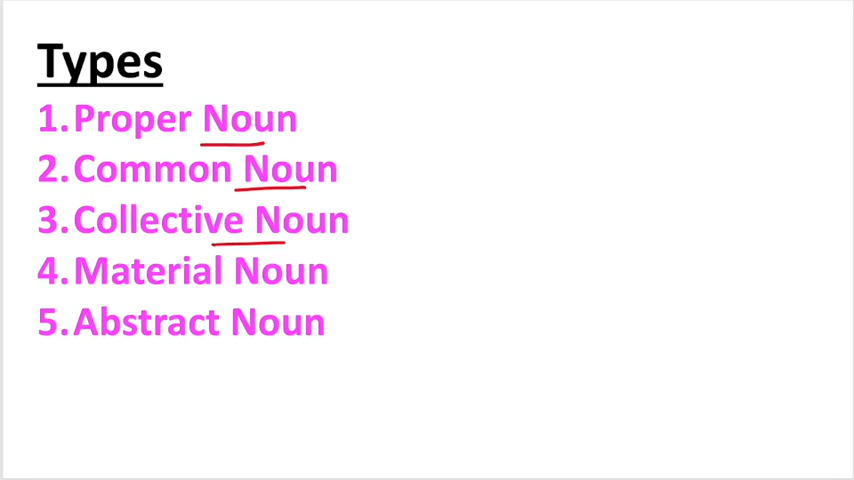 Types
1. Proper Noun
2. Common Noun
3. Collective Noun
4. Material Noun
5. Abstract Noun